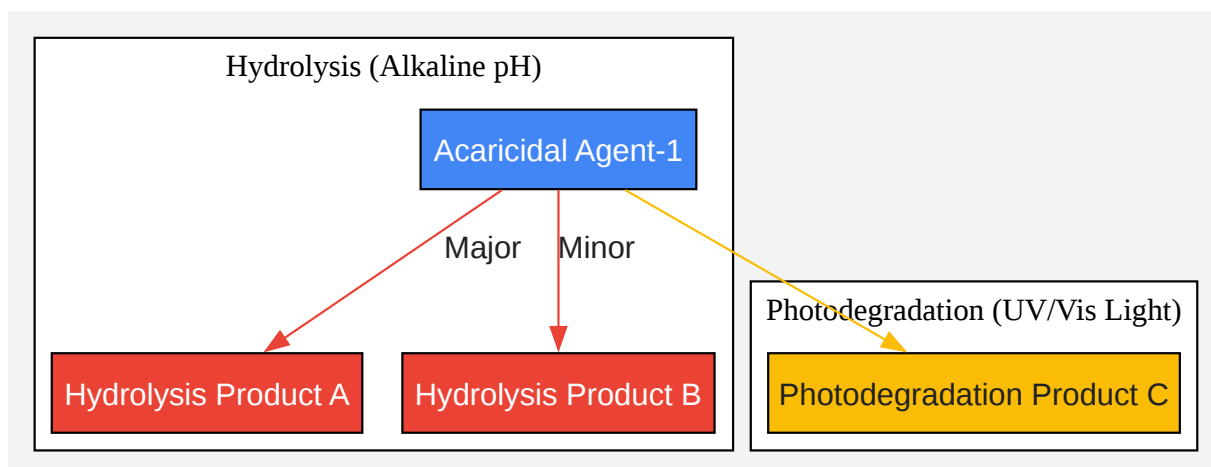 Hydrolysis (Alkaline pH)
Acaricidal Agent-1
Major
Minor
Hydrolysis Product A
Hydrolysis Product B
Photodegradation (UV/Vis Light)
Photodegradation Product C